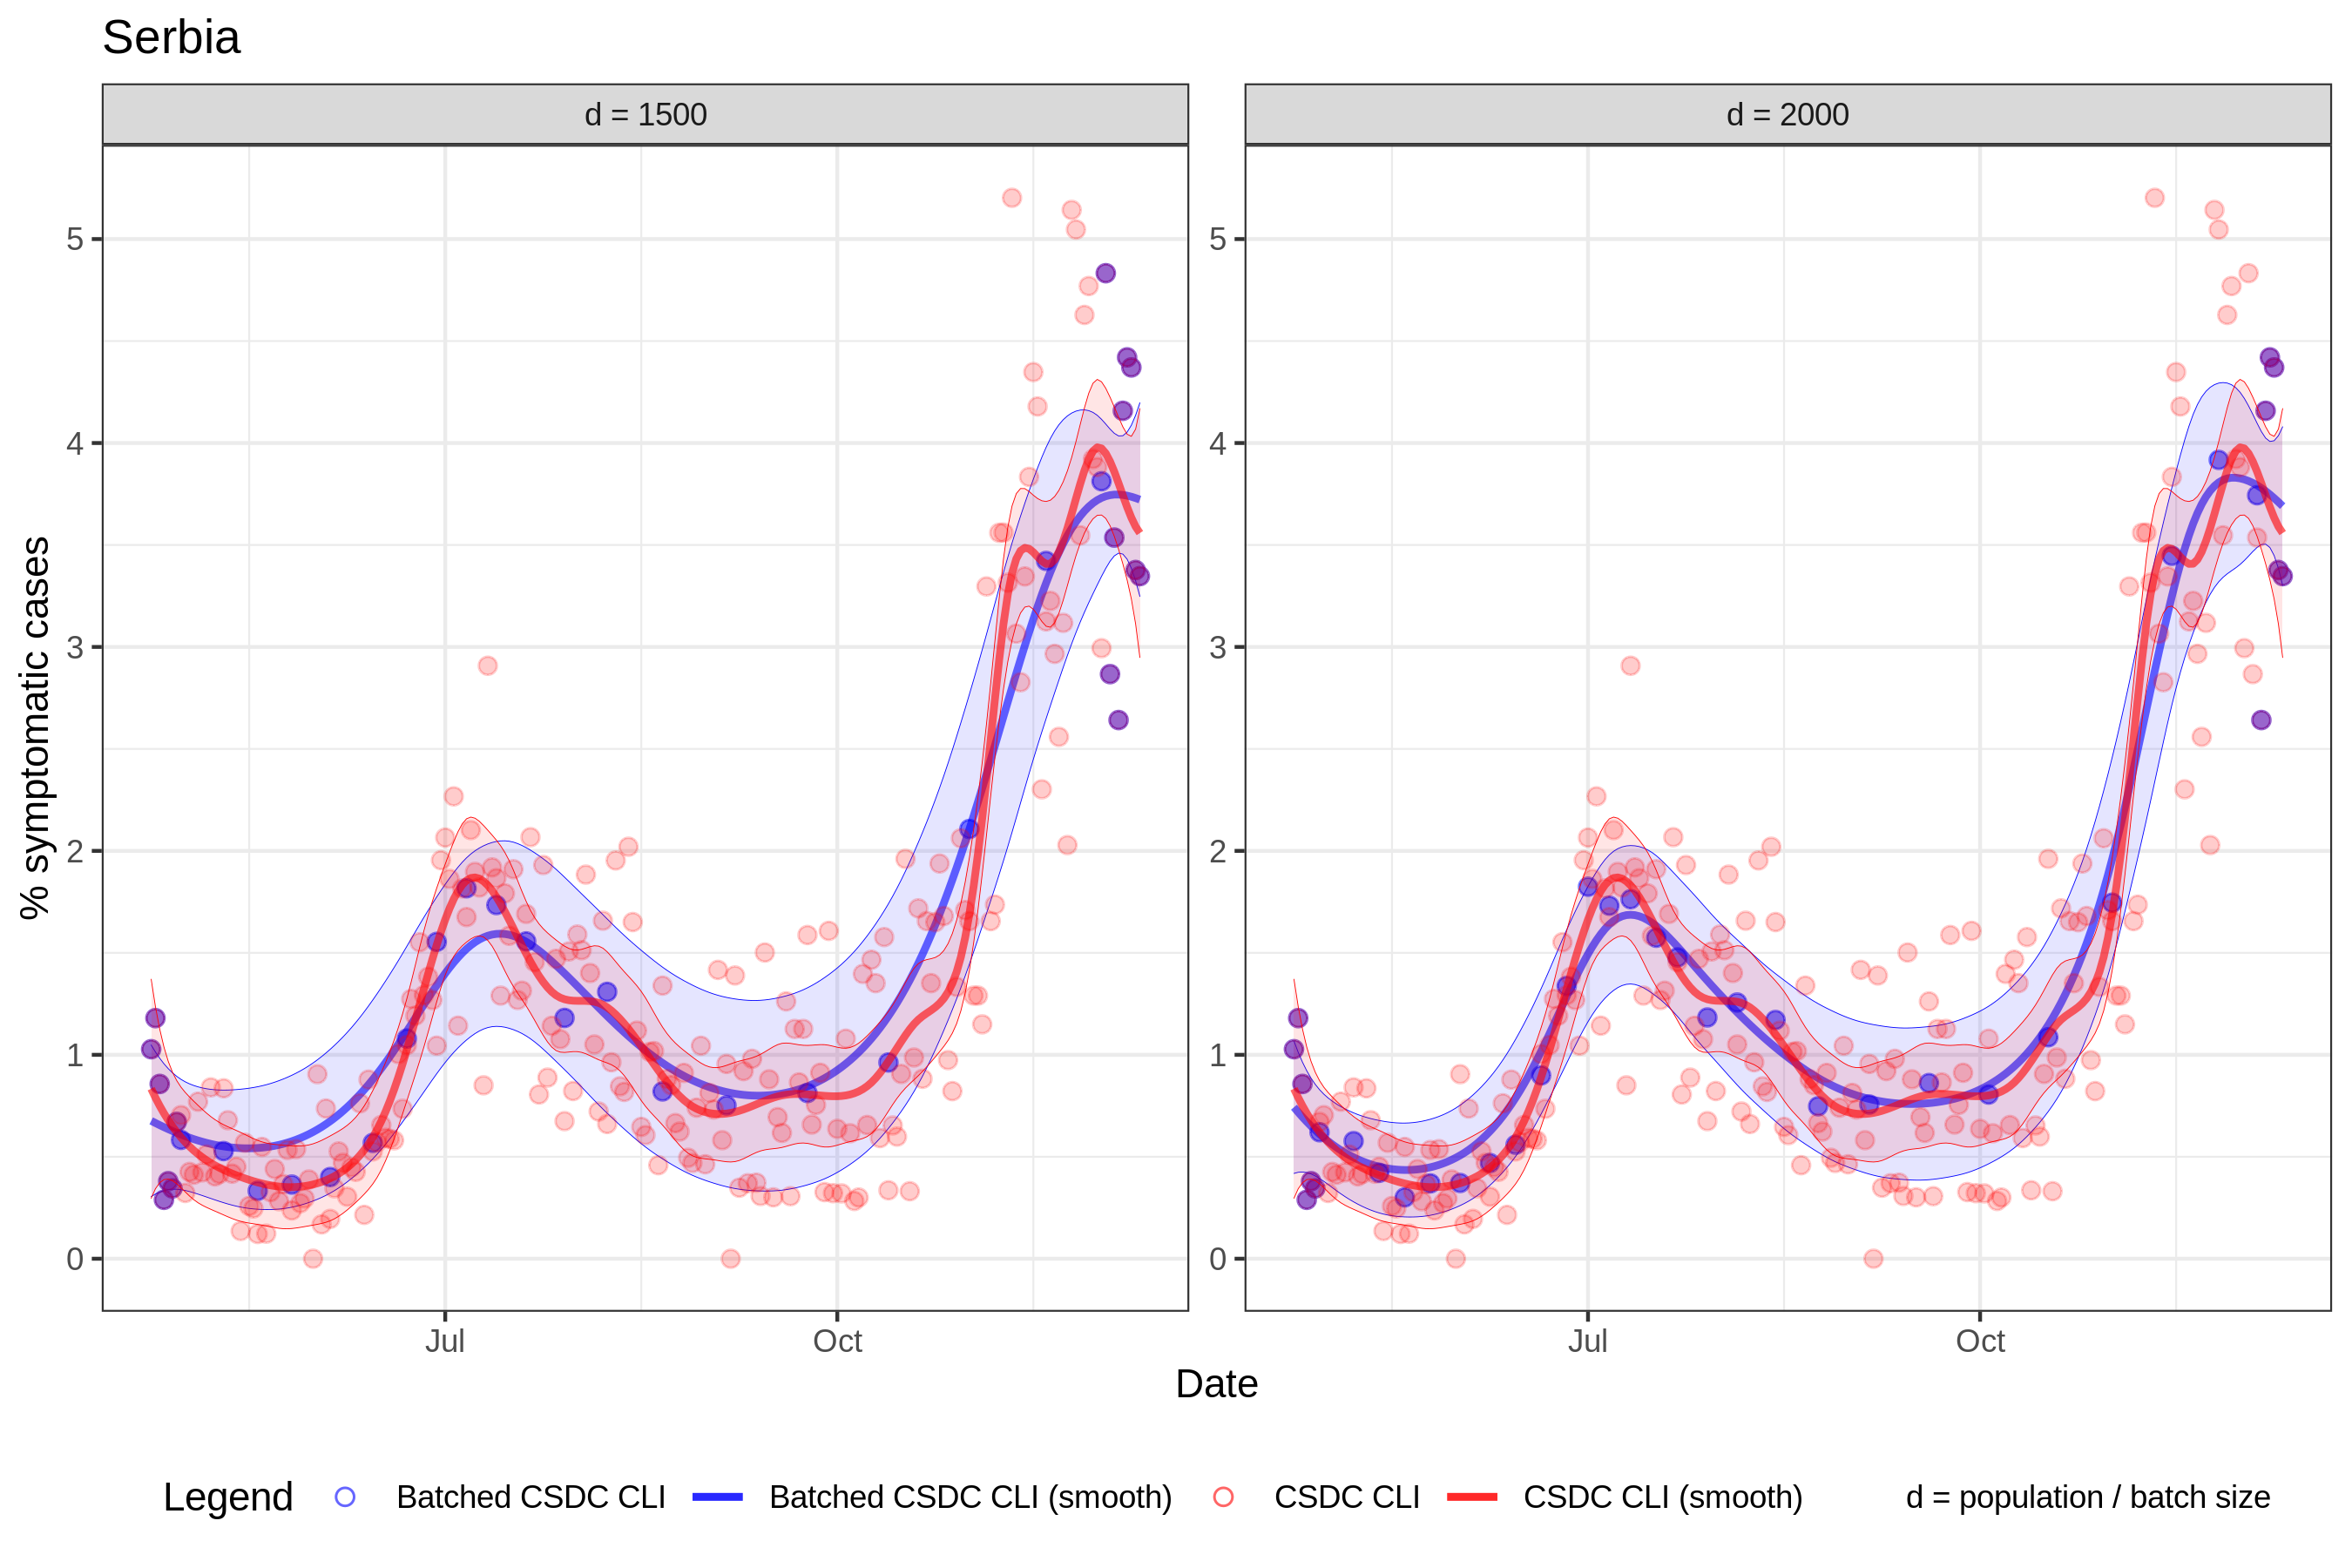 Serbia
d = 1500
d = 2000
% symptomatic cases
5
4
3
2
1
0
5
4
3
2
1
0
Jul
Oct
Jul
Oct
Date
Legend
Batched CSDC CLI
Batched CSDC CLI (smooth)
CSDC CLI
CSDC CLI (smooth)
d = population / batch size